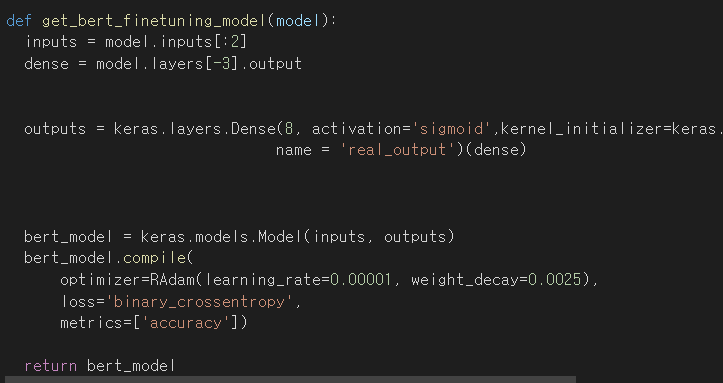 def get_bert_finetuning_model(model):
inputs = model.inputs[:2]
dense = model.layers[-3].output
outputs = keras.layers.Dense(8, activation='sigmoid',kernel_initializer=keras.
name = 'real_output')(dense)
bert_model = keras.models.Model(inputs, outputs)
bert_model.compile(
optimizer=RAdam(learning_rate=0.00001, weight_decay=0.0025),
loss='binary_crossentropy',
metrics=['accuracy'])
return bert_model